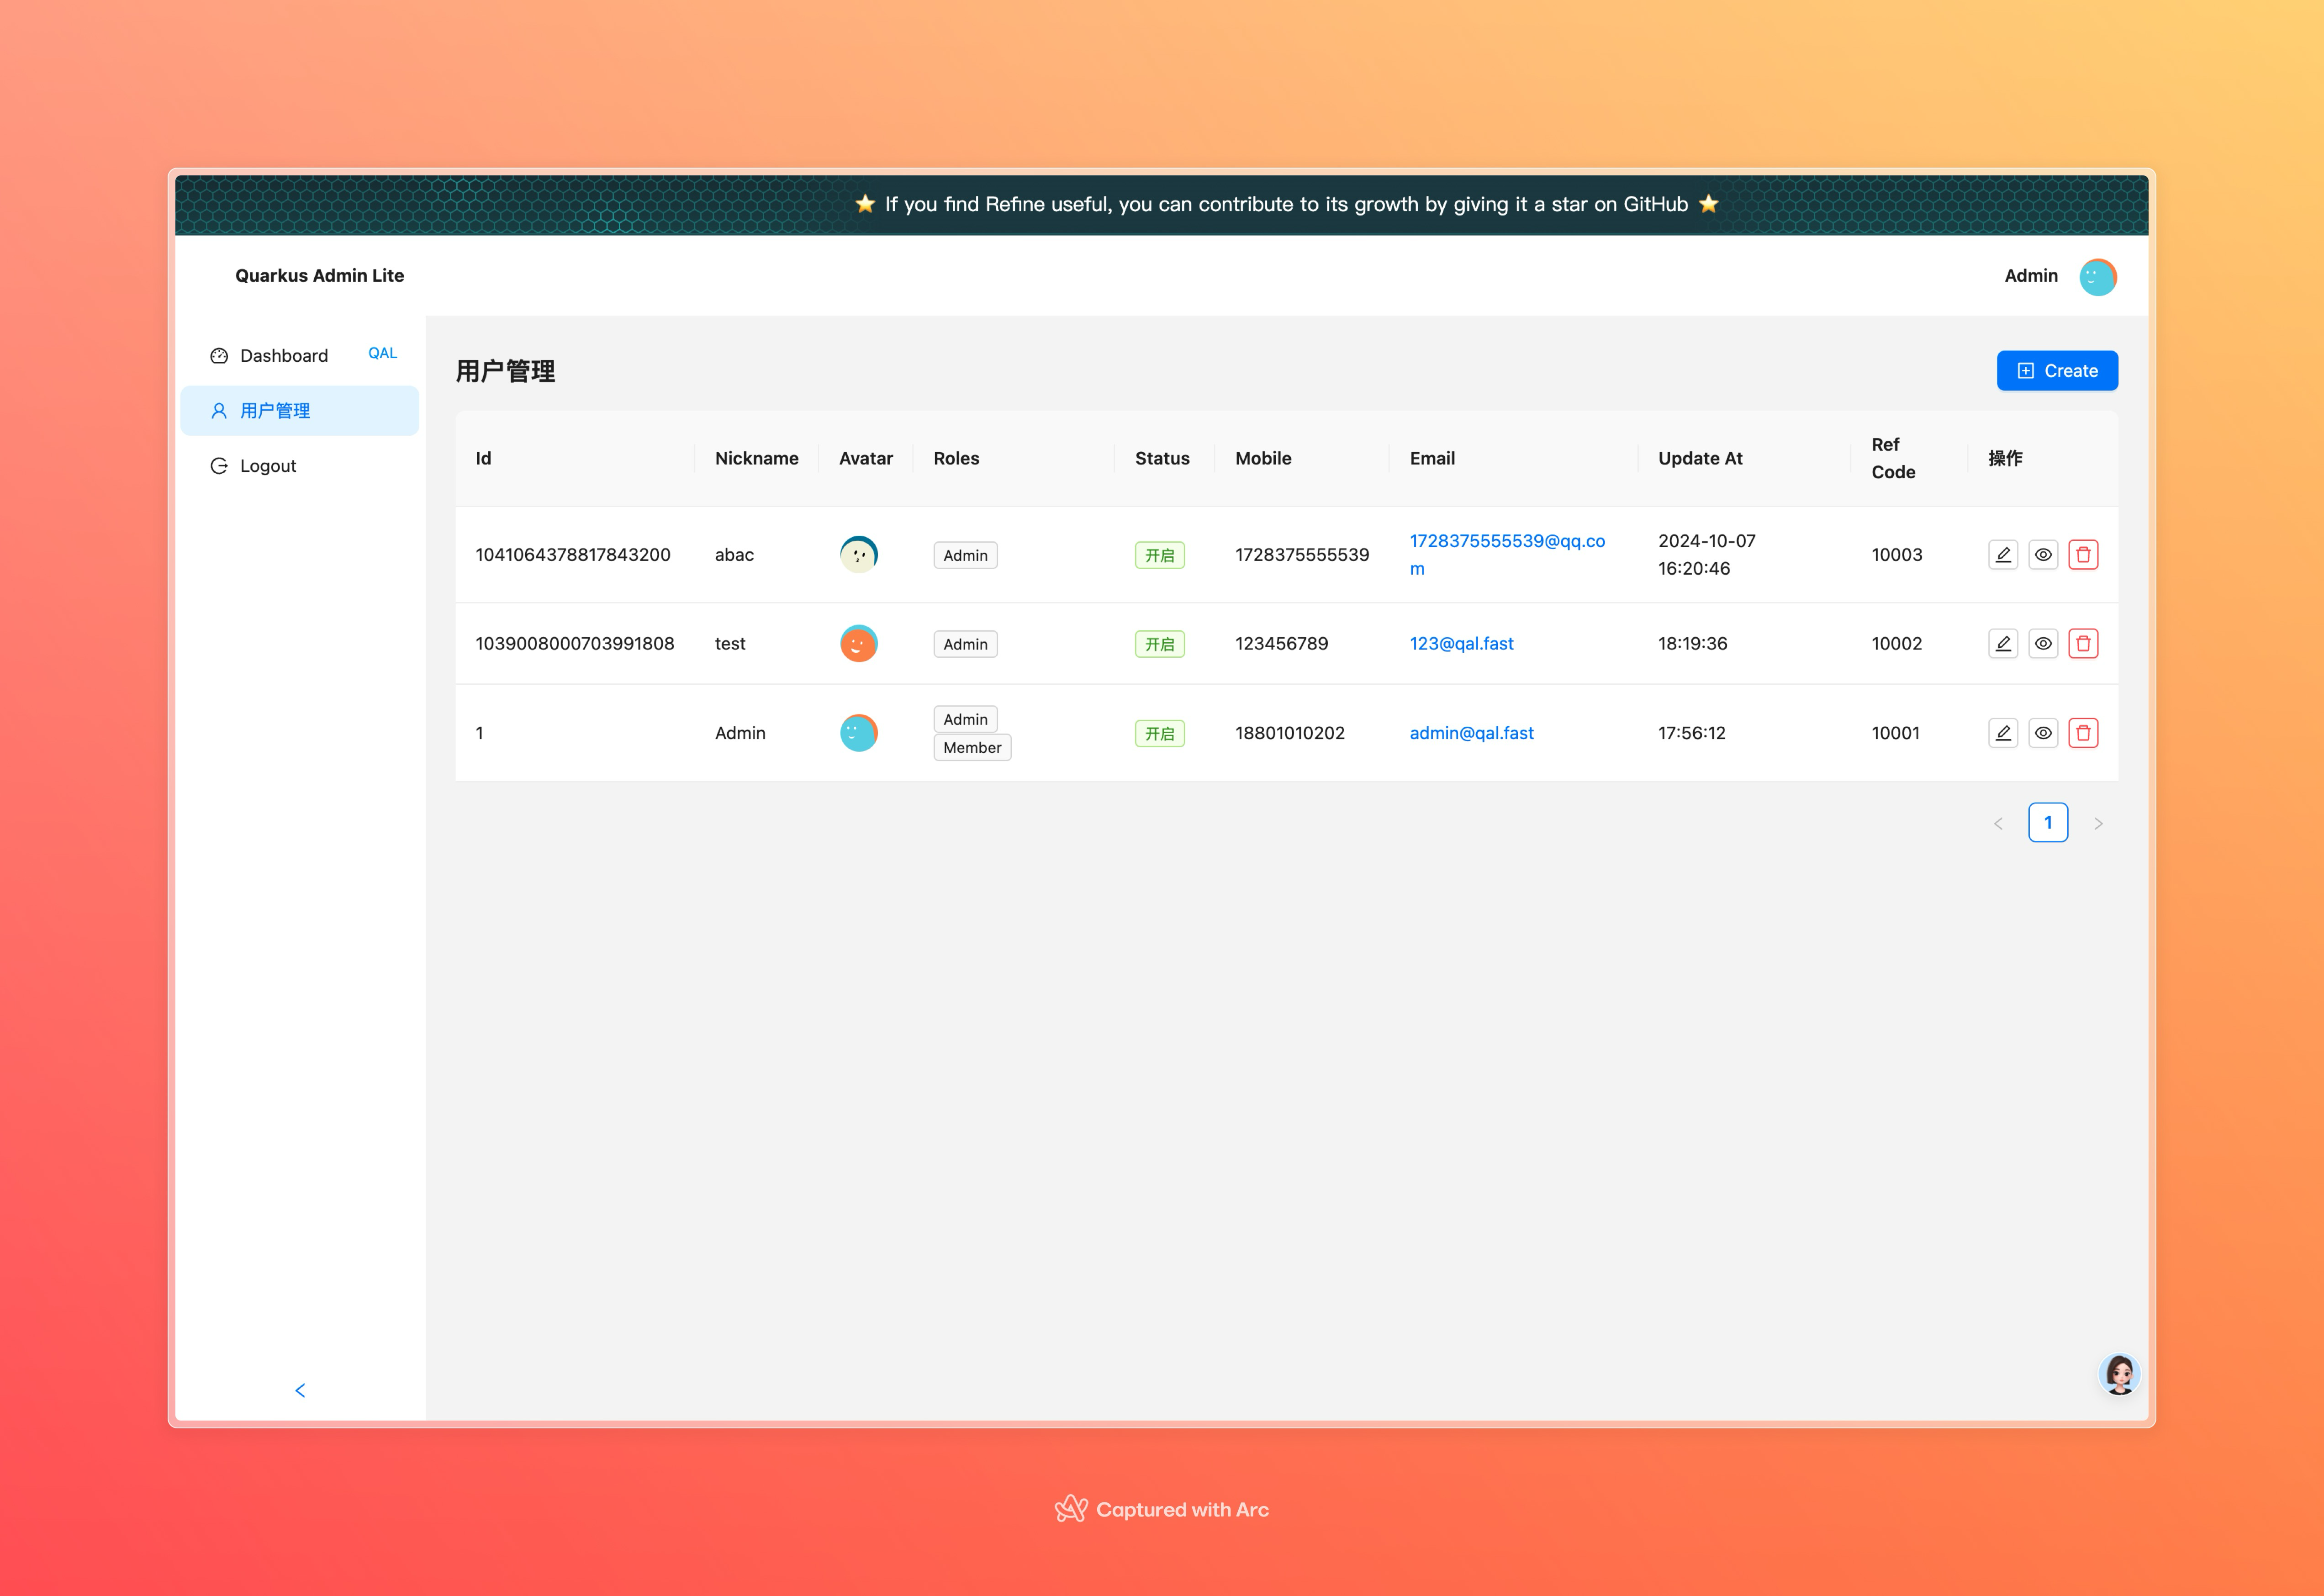 ⭐ If you find Refine useful, you can contribute to its growth by giving it a star on GitHub ⭐
Quarkus Admin Lite
Admin
Dashboard QAL
用户管理
Logout
用户管理
Create
Id Nickname Avatar Roles Status Mobile Email Update At Ref Code 操作
1041064378817843200 abac Admin 开启 1728375555539 1728375555539@qq.com 2024-10-07 16:20:46 10003
1039008000703991808 test Admin 开启 123456789 123@qal.fast 18:19:36 10002
1 Admin Admin Member 开启 18801010202 admin@qal.fast 17:56:12 10001
1
Captured with Arc